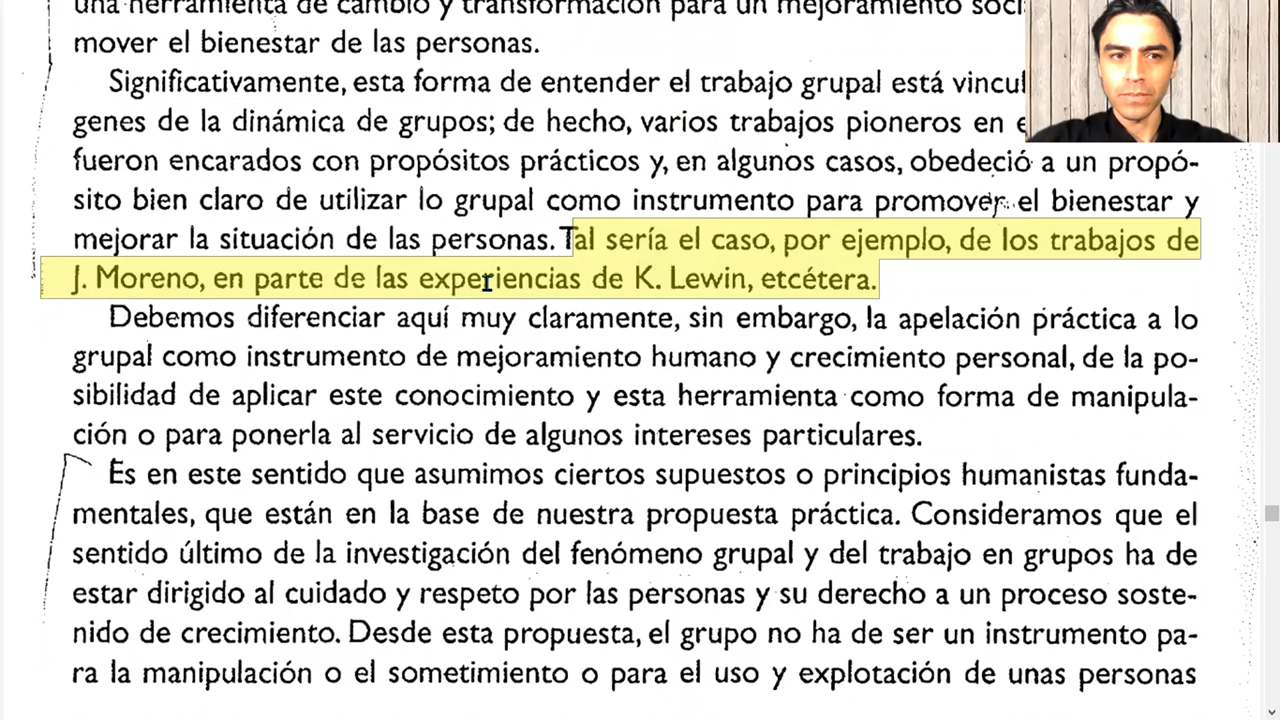 una herramienta de cambio y transformación para un mejoramiento soci
mover el bienestar de las personas.
Significativamente, esta forma de entender el trabajo grupal está vincul
genes de la dinámica de grupos; de hecho, varios trabajos pioneros en e
fueron encarados con propósitos prácticos y, en algunos casos, obedeció a un propó-
sito bien claro de utilizar lo grupal como instrumento para promover el bienestar y
mejorar la situación de las personas. Tal sería el caso, por ejemplo, de los trabajos de
J. Moreno, en parte de las experiencias de K. Lewin, etcétera.
Debemos diferenciar aquí muy claramente, sin embargo, la apelación práctica a lo
grupal como instrumento de mejoramiento humano y crecimiento personal, de la po-
sibilidad de aplicar este conocimiento y esta herramienta como forma de manipula-
ción o para ponerla al servicio de algunos intereses particulares.
Es en este sentido que asumimos ciertos supuestos o principios humanistas funda-
mentales, que están en la base de nuestra propuesta práctica. Consideramos que el
sentido último de la investigación del fenómeno grupal y del trabajo en grupos ha de
estar dirigido al cuidado y respeto por las personas y su derecho a un proceso soste-
nido de crecimiento. Desde esta propuesta, el grupo no ha de ser un instrumento pa-
ra la manipulación o el sometimiento o para el uso y explotación de unas personas